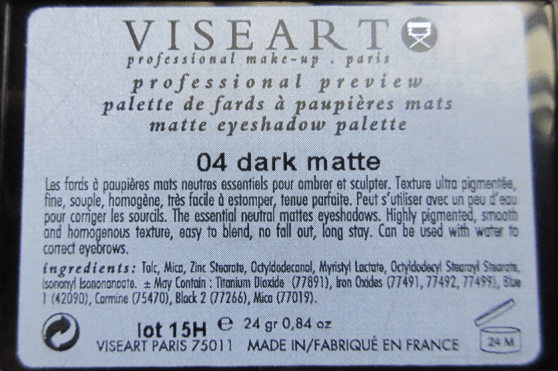 VISEART
professional make-up . paris
professional preview
palette de fards à paupières mats
matte eyeshadow palette
04 dark matte
Les fards à paupières mats neutres essentiels pour ombrer et sculpter. Texture ultra pigmentée,
fine, souple, homogène, très facile à estomper, tenue parfaite. Peut s'utiliser avec un peu d'eau
pour corriger les sourcils. The essential neutral mattes eyeshadows. Highly pigmented, smooth
and homogenous texture, easy to blend, no fall out, long stay. Can be used with water to
correct eyebrows.
ingredients: Talc, Mica, Zinc Stearate, Octyldodecanol, Myristyl Lactate, Octyldodecyl Stearoyl Stearate,
Isononyl Isononanoate. ± May Contain : Titanium Dioxide (77891), Iron Oxides (77491, 77492, 77499), Blue
1 (42090), Carmine (75470), Black 2 (77266), Mica (77019).
lot 15H e 24 gr 0,84 oz
VISEART PARIS 75011 MADE IN/FABRIQUÉ EN FRANCE
24 M